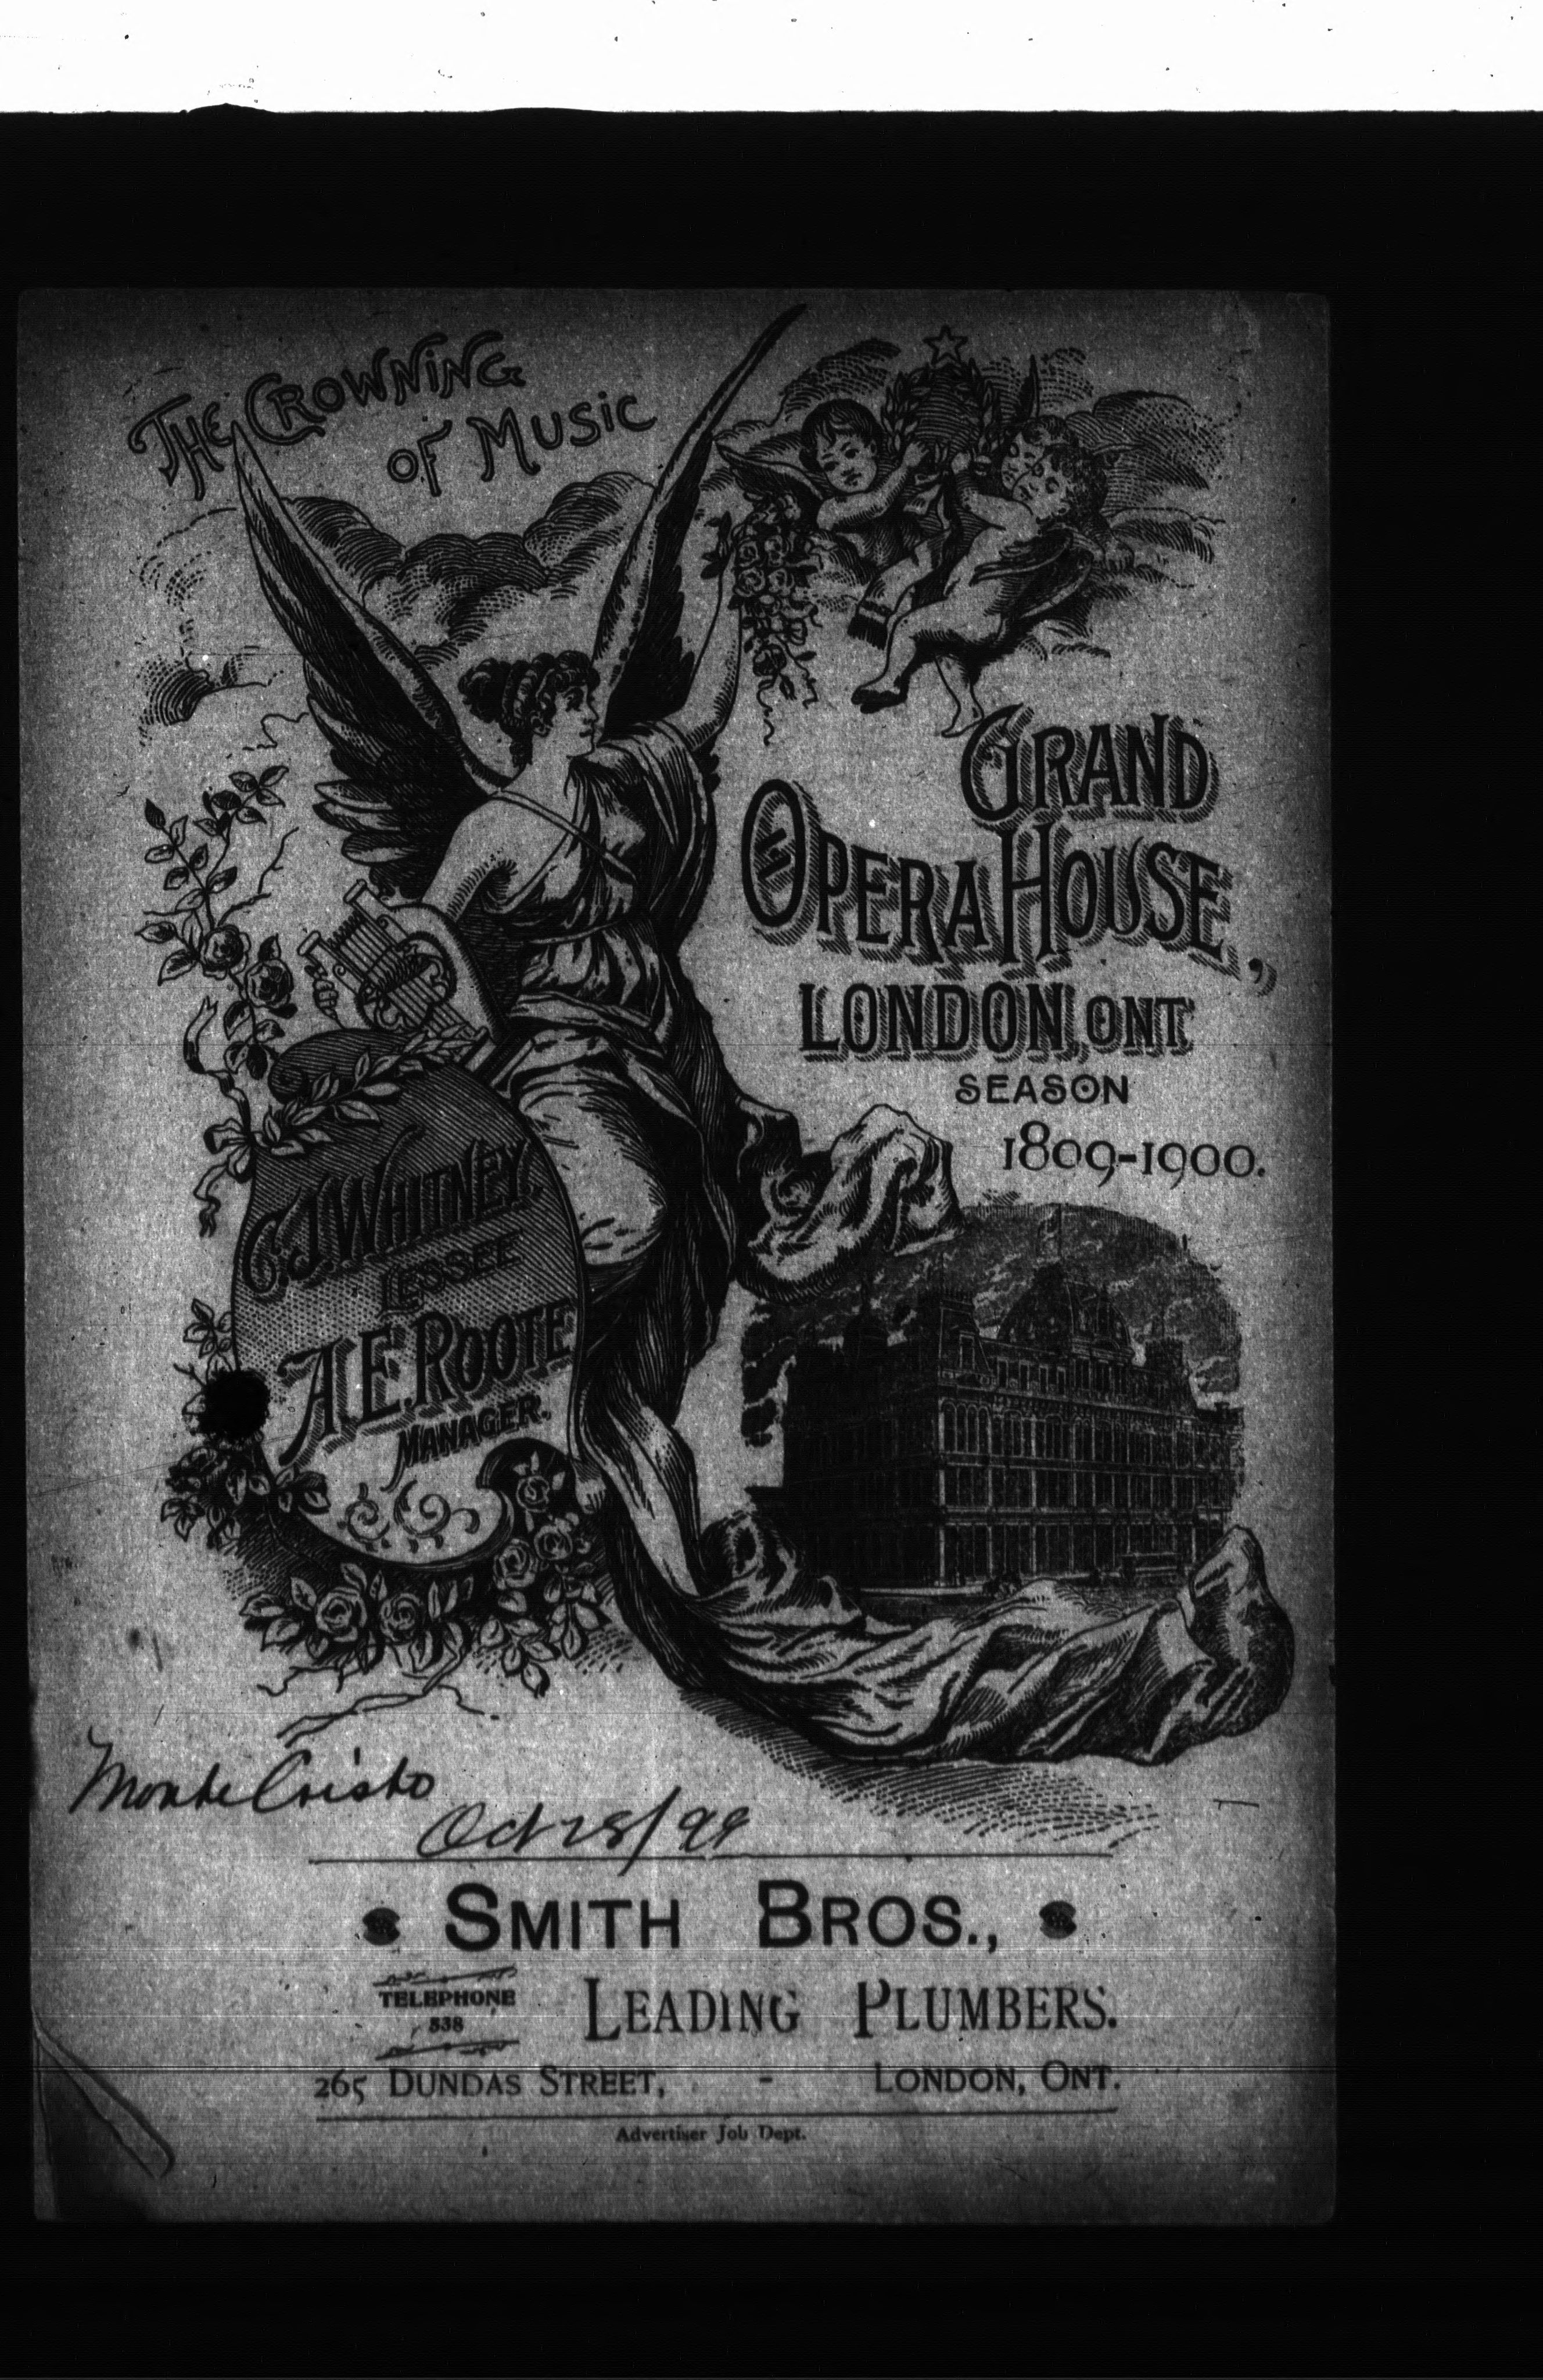 The Crowning
of Music
Grand
Opera House,
London, Ont
Season
1809-1900.
C. J. Whitney,
Lessee
A. E. Roote
Manager.
Monte Cristo
Oct 28/99
Smith Bros.,
Telephone
538
Leading Plumbers.
265 Dundas Street, - London, Ont.
Advertiser Job Dept.